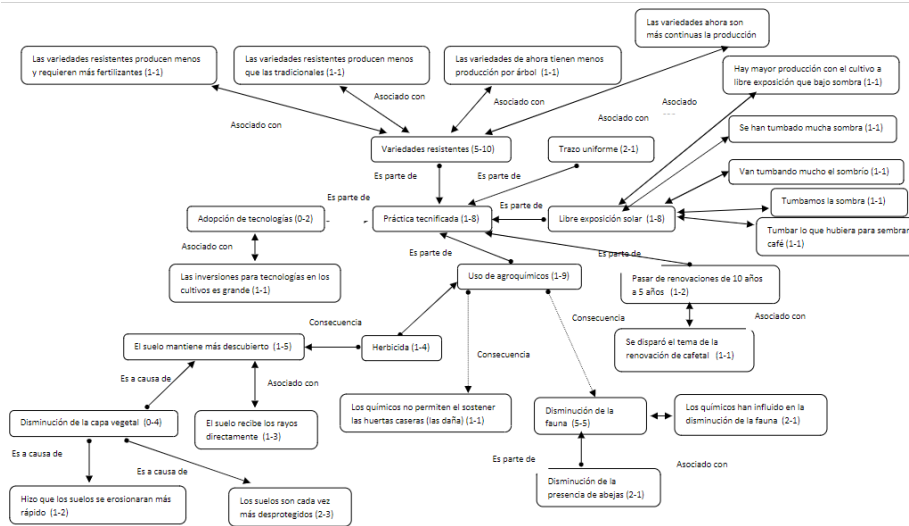 Las variedades ahora son
más continuas la producción
Las variedades resistentes producen menos
y requieren más fertilizantes (1-1)
Las variedades resistentes producen menos
que las tradicionales (1-1)
Las variedades de ahora tienen menos
producción por árbol (1-1)
Hay mayor producción con el cultivo a
libre exposición que bajo sombra (1-1)
Asociado con
Asociado con
Asociado
Asociado con
Asociado con
Se han tumbado mucha sombra (1-1)
Variedades resistentes (5-10)
Trazo uniforme (2-1)
Van tumbando mucho el sombrío (1-1)
Es parte de
Es parte de
Es parte de
Es parte de
Tumbamos la sombra (1-1)
Adopción de tecnologías (0-2)
Práctica tecnificada (1-8)
Libre exposición solar (1-8)
Tumbar lo que hubiera para sembrar
café (1-1)
Asociado con
Es parte de
Es parte de
Las inversiones para tecnologías en los
cultivos es grande (1-1)
Uso de agroquímicos (1-9)
Pasar de renovaciones de 10 años
a 5 años (1-2)
Consecuencia
Consecuencia
Asociado con
El suelo mantiene más descubierto (1-5)
Herbicida (1-4)
Consecuencia
Se disparó el tema de la
renovación de cafetal (1-1)
Es a causa de
Asociado con
Disminución de la capa vegetal (0-4)
El suelo recibe los rayos
directamente (1-3)
Los químicos no permiten el sostener
las huertas caseras (las daña) (1-1)
Disminución de la
fauna (5-5)
Los químicos han influido en la
disminución de la fauna (2-1)
Es a causa de
Es a causa de
Es parte de
Asociado con
Hizo que los suelos se erosionaran más
rápido (1-2)
Los suelos son cada vez
más desprotegidos (2-3)
Disminución de la
presencia de abejas (2-1)